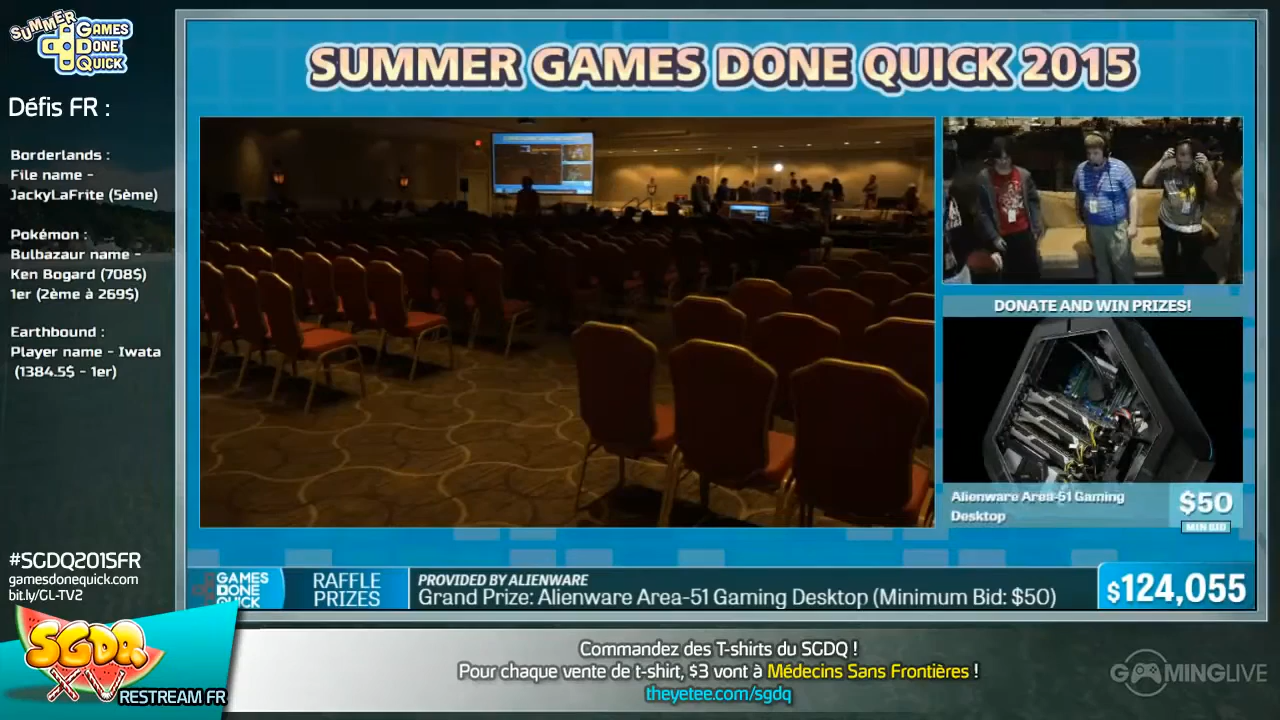 SUMMER
GAMES
DONE
QUICK
Défis FR :
Borderlands :
File name -
JackyLaFrite (5ème)
Pokémon :
Bulbazaur name -
Ken Bogard (708$)
1er (2ème à 269$)
Earthbound :
Player name - Iwata
(1384.5$ - 1er)
#SGDQ2015FR
gamesdonequick.com
bit.ly/GL-TV2
SGDQ
XV
RESTREAM FR
SUMMER GAMES DONE QUICK 2015
DONATE AND WIN PRIZES!
Alienware Area-51 Gaming
Desktop
$50
MIN BID
GAMES
DONE
QUICK
RAFFLE
PRIZES
PROVIDED BY ALIENWARE
Grand Prize: Alienware Area-51 Gaming Desktop (Minimum Bid: $50)
$124,055
Commandez des T-shirts du SGDQ !
Pour chaque vente de t-shirt, $3 vont à Médecins Sans Frontières !
theyetee.com/sgdq
GAMINGLIVE